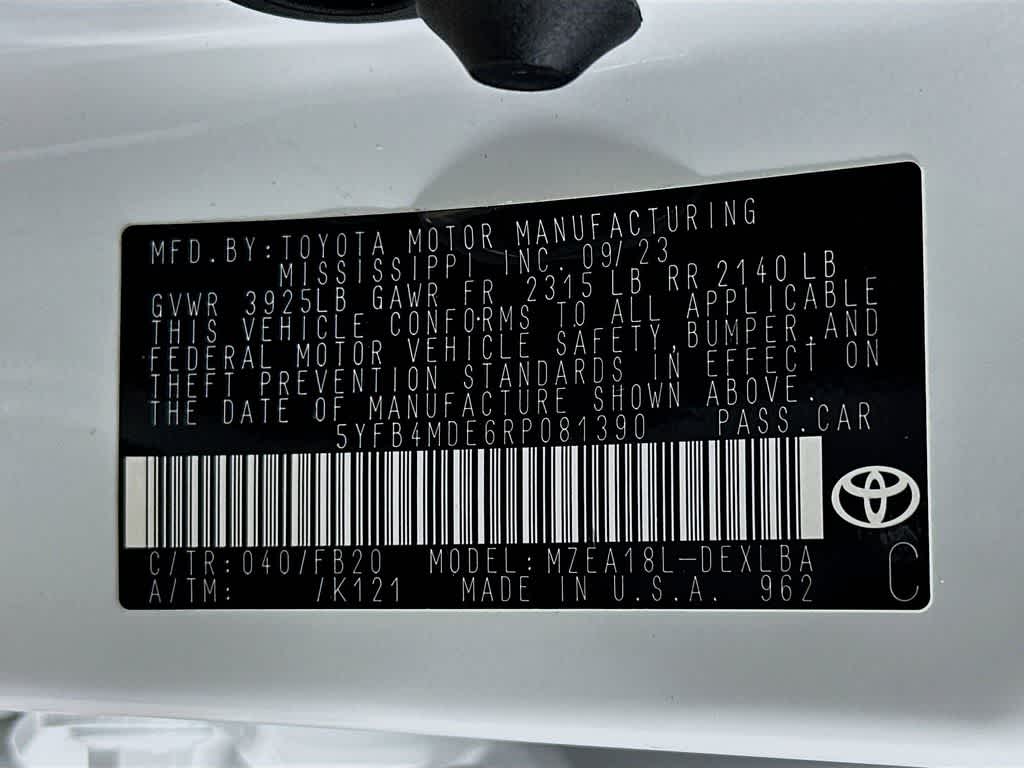 MFD.BY:TOYOTA MOTOR MANUFACTURING
MISSISSIPPI INC. 09/23
GVWR 3925LB GAWR FR 2315LB RR 2140LB
THIS VEHICLE CONFORMS TO ALL APPLICABLE
FEDERAL MOTOR VEHICLE SAFETY,BUMPER,AND
THEFT PREVENTION STANDARDS IN EFFECT ON
THE DATE OF MANUFACTURE SHOWN ABOVE.
5YFB4MDE6RP081390 PASS.CAR
C/TR:040/FB20 MODEL:MZEA18L-DEXLBA
A/TM: /K121 MADE IN U.S.A. 962
C